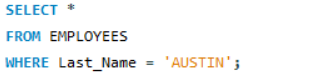 SELECT *
FROM EMPLOYEES
WHERE Last_Name = 'AUSTIN';